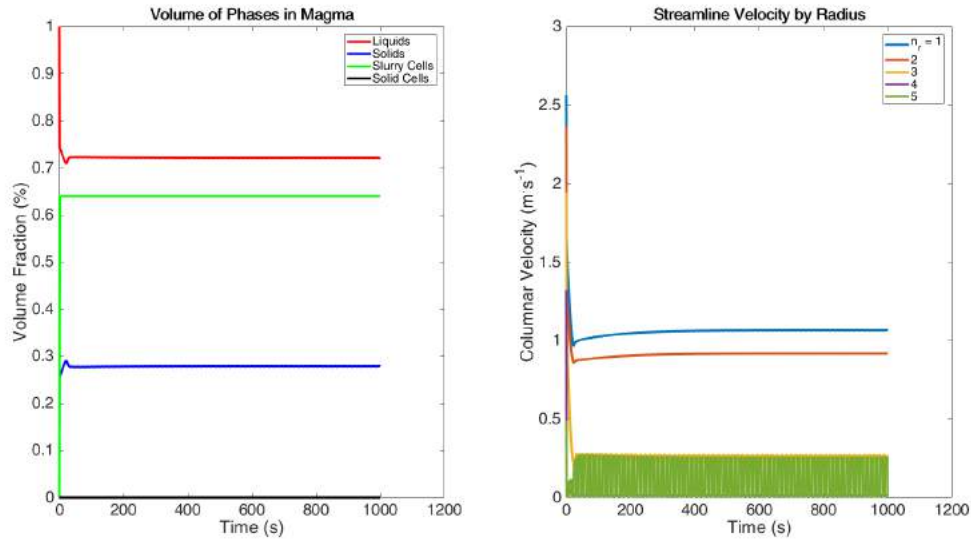 Volume of Phases in Magma
Liquids
Solids
Slurry Cells
Solid Cells
1
0.9
0.8
0.7
0.6
0.5
0.4
0.3
0.2
0.1
0
Volume Fraction (%)
0 200 400 600 800 1000 1200
Time (s)
Streamline Velocity by Radius
n_r = 1
2
3
4
5
3
2.5
2
1.5
1
0.5
0
Columnar Velocity (m·s⁻¹)
0 200 400 600 800 1000 1200
Time (s)